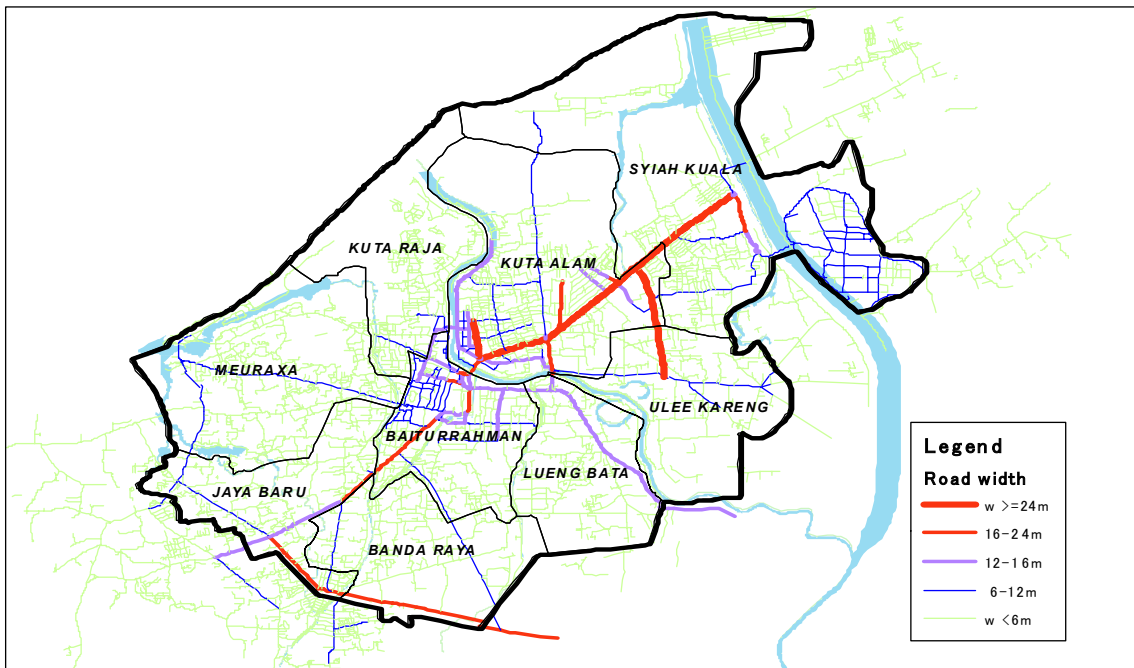 SYIAH KUALA
KUTA RAJA
KUTA ALAM
MEURAXA
ULEE KARENG
BAITURRAHMAN
LUENG BATA
JAYA BARU
BANDA RAYA
Legend
Road width
w >=24m
16-24m
12-16m
6-12m
w <6m